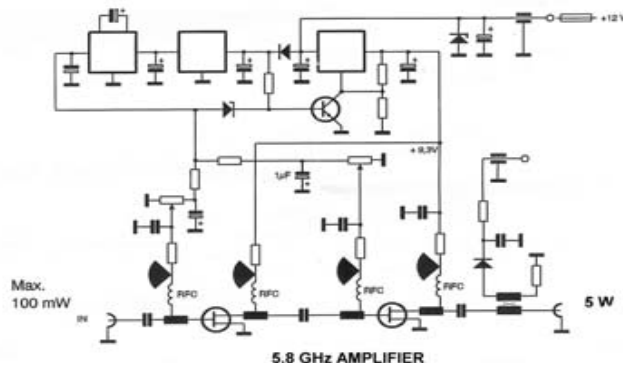 +12 V
+ 9,3V
1µF
Max.
100 mW
RFC
RFC
RFC
RFC
IN
5 W
5.8 GHz AMPLIFIER